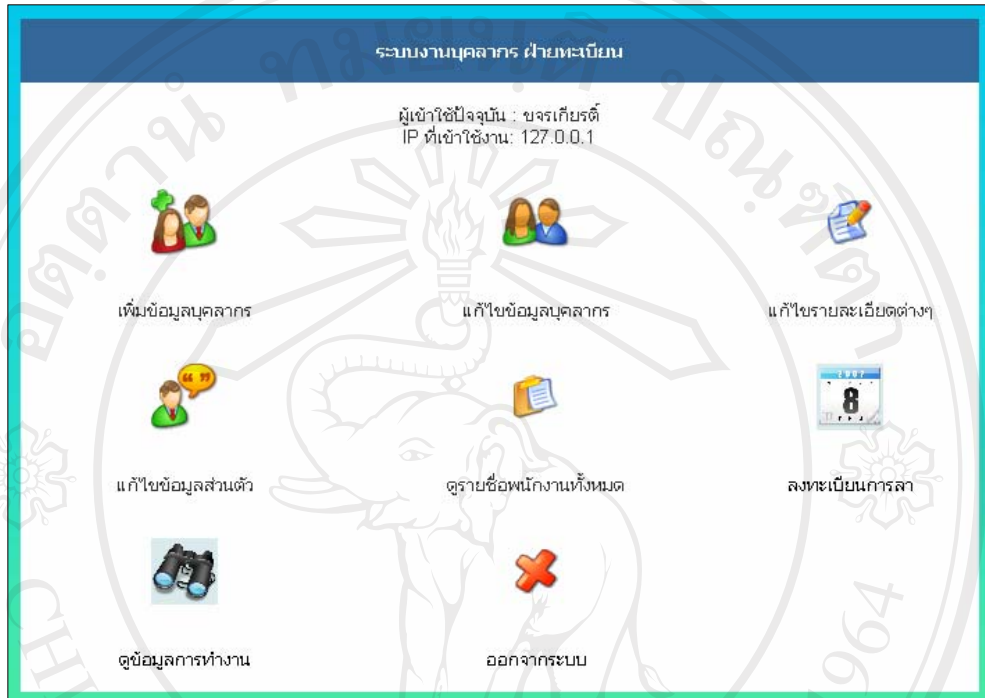 ระบบงานบุคลากร ฝ่ายทะเบียน
ผู้เข้าใช้ปัจจุบัน : ขจรเกียรติ์
IP ที่เข้าใช้งาน: 127.0.0.1
เพิ่มข้อมูลบุคลากร
แก้ไขข้อมูลบุคลากร
แก้ไขรายละเอียดต่างๆ
2007
8
แก้ไขข้อมูลส่วนตัว
ดูรายชื่อพนักงานทั้งหมด
ลงทะเบียนการลา
ดูข้อมูลการทำงาน
ออกจากระบบ
1964